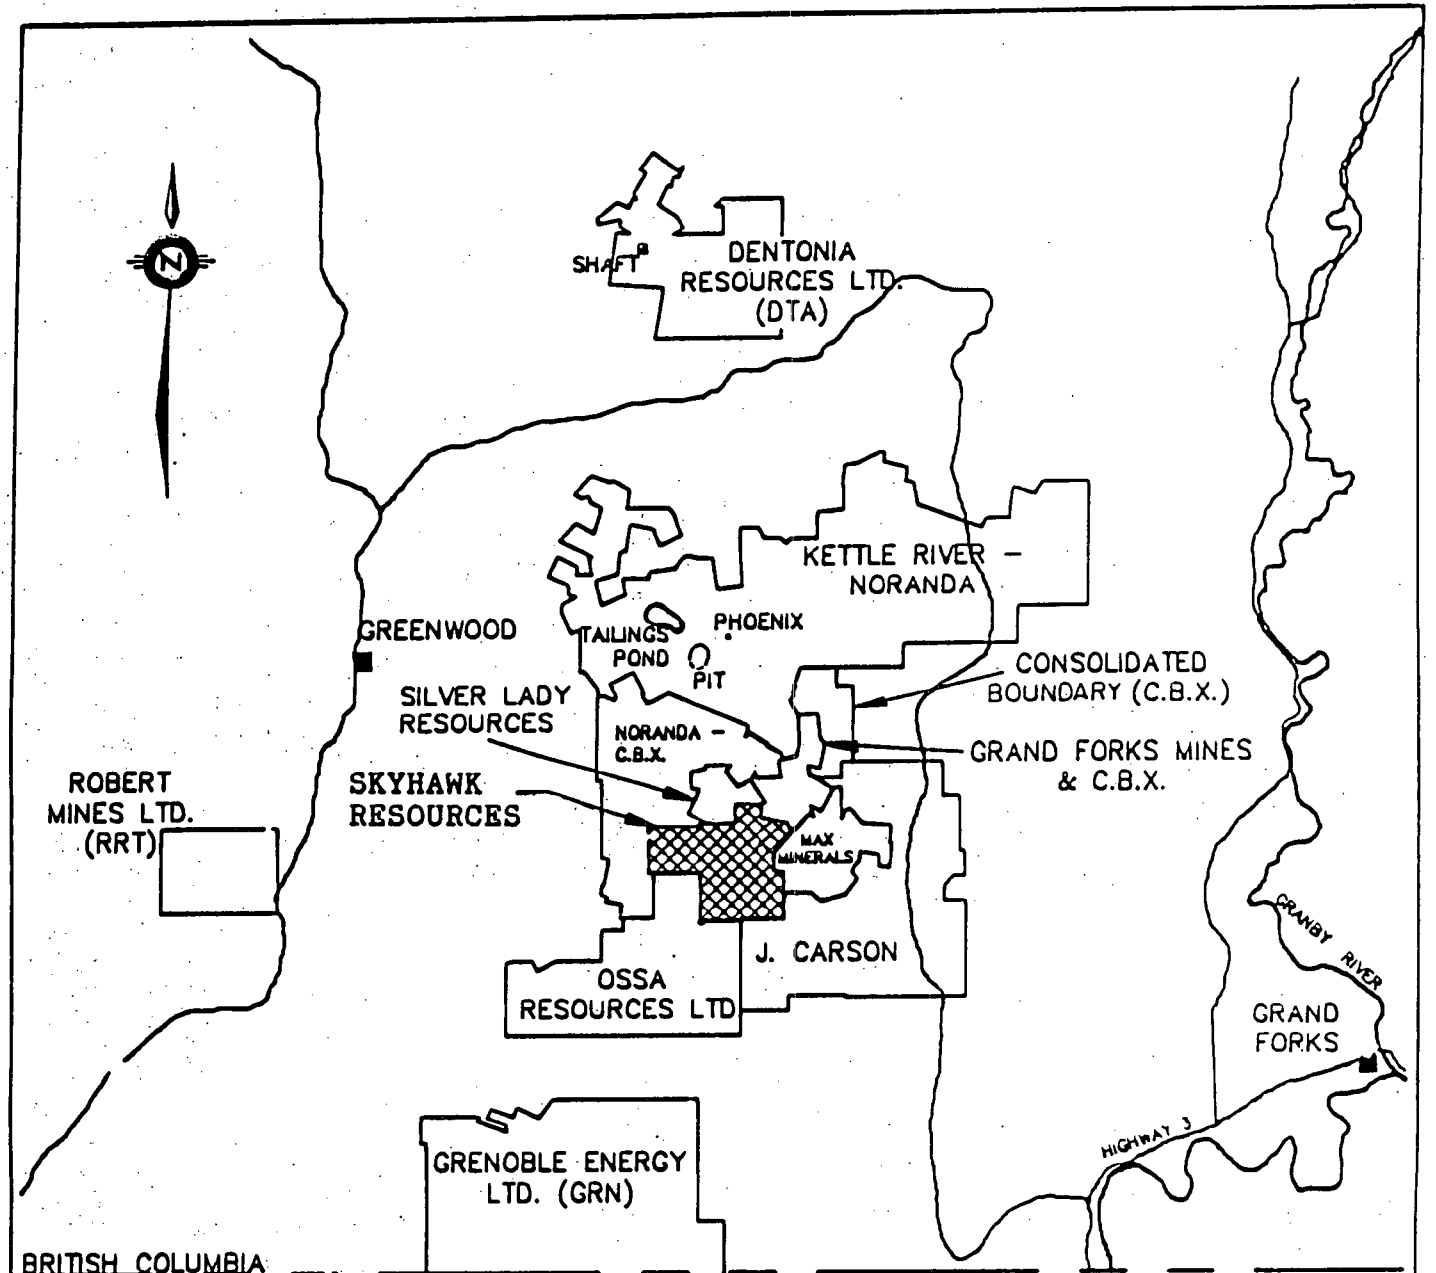 N
SHAFT
DENTONIA
RESOURCES LTD.
(DTA)
KETTLE RIVER –
NORANDA
GREENWOOD
TAILINGS
POND
PHOENIX
PIT
CONSOLIDATED
BOUNDARY (C.B.X.)
SILVER LADY
RESOURCES
NORANDA –
C.B.X.
GRAND FORKS MINES
& C.B.X.
ROBERT
MINES LTD.
(RRT)
SKYHAWK
RESOURCES
MAX
MINERALS
J. CARSON
OSSA
RESOURCES LTD
GRANBY RIVER
GRAND
FORKS
HIGHWAY 3
GRENOBLE ENERGY
LTD. (GRN)
BRITISH COLUMBIA